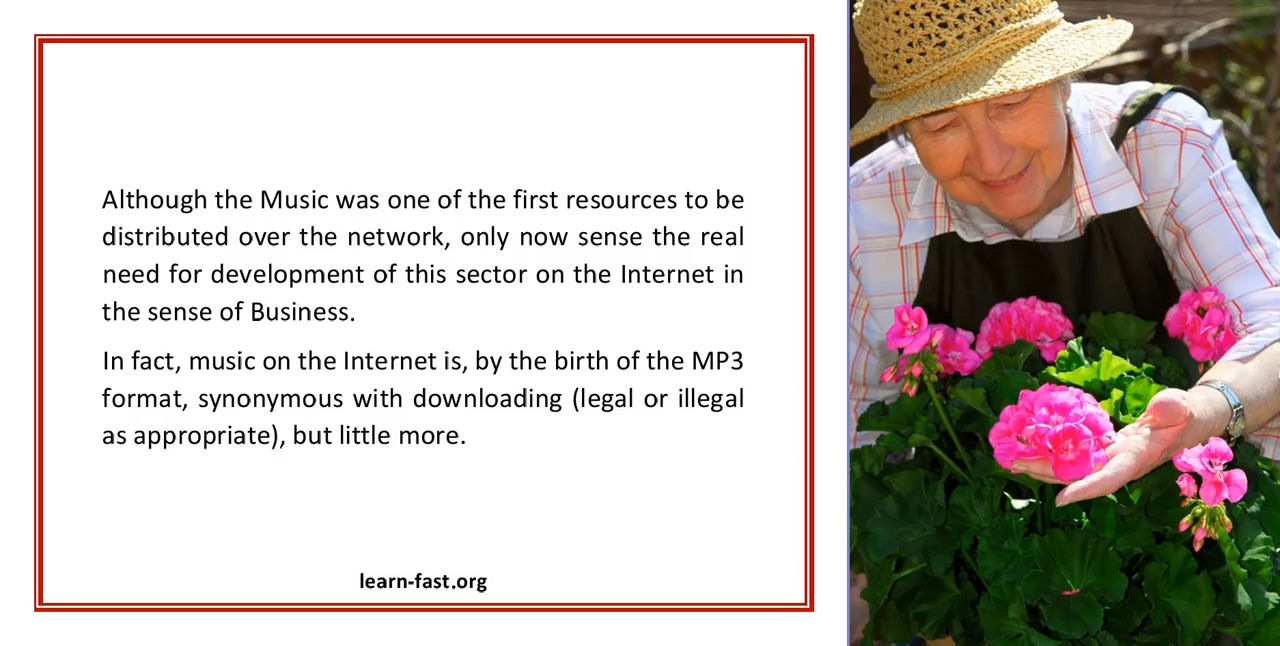 Although the Music was one of the first resources to be
distributed over the network, only now sense the real
need for development of this sector on the Internet in
the sense of Business.
In fact, music on the Internet is, by the birth of the MP3
format, synonymous with downloading (legal or illegal
as appropriate), but little more.
learn-fast.org